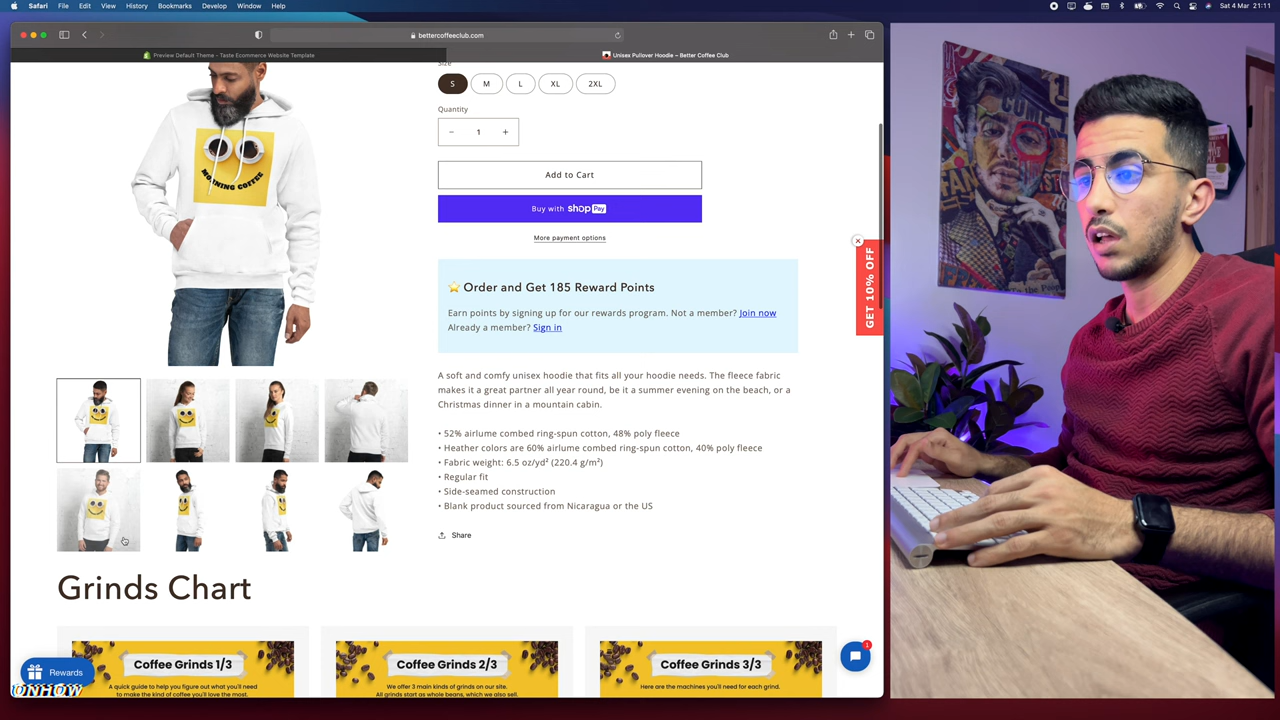 Safari File Edit View History Bookmarks Develop Window Help
Sat 4 Mar 21:11
bettercoffeeclub.com
Preview Default Theme - Taste Ecommerce Website Template
Unisex Pullover Hoodie – Better Coffee Club
Size
S M L XL 2XL
Quantity
− 1 +
Add to Cart
Buy with shop Pay
More payment options
GET 10% OFF
MORNING COFFEE
⭐ Order and Get 185 Reward Points
Earn points by signing up for our rewards program. Not a member? Join now
Already a member? Sign in
A soft and comfy unisex hoodie that fits all your hoodie needs. The fleece fabric
makes it a great partner all year round, be it a summer evening on the beach, or a
Christmas dinner in a mountain cabin.
• 52% airlume combed ring-spun cotton, 48% poly fleece
• Heather colors are 60% airlume combed ring-spun cotton, 40% poly fleece
• Fabric weight: 6.5 oz/yd² (220.4 g/m²)
• Regular fit
• Side-seamed construction
• Blank product sourced from Nicaragua or the US
Share
Grinds Chart
Coffee Grinds 1/3
A quick guide to help you figure out what you'll need
to make the kind of coffee you'll love the most.
Coffee Grinds 2/3
We offer 3 main kinds of grinds on our site.
All grinds start as whole beans, which we also sell.
Coffee Grinds 3/3
Here are the machines you'll need for each grind.
Rewards
1
UNHOW